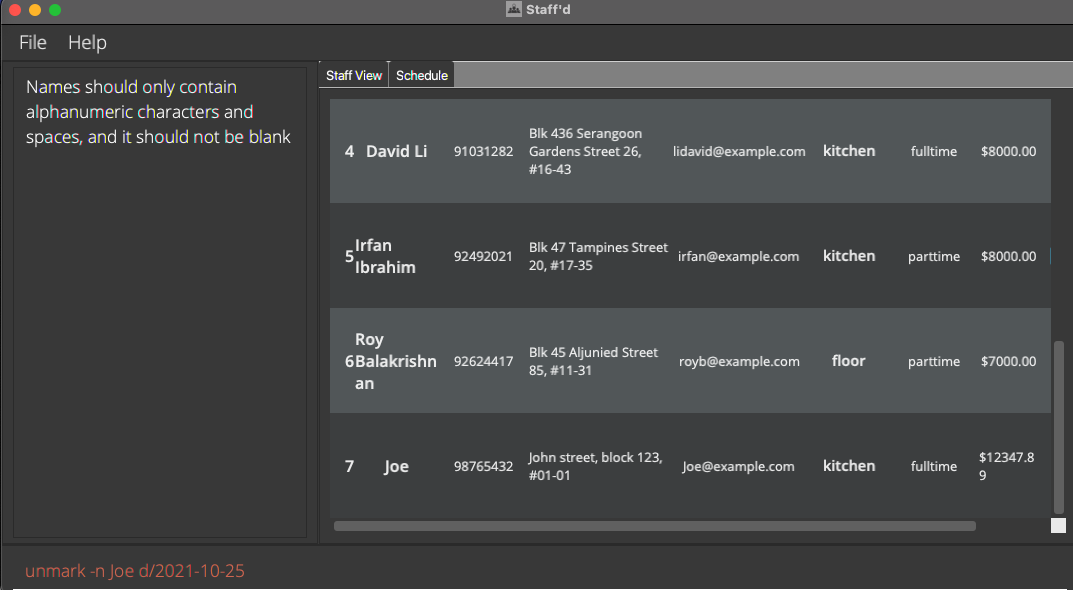 Staff'd
File Help
Names should only contain
alphanumeric characters and
spaces, and it should not be blank
Staff View Schedule
4 David Li 91031282 Blk 436 Serangoon
Gardens Street 26,
#16-43 lidavid@example.com kitchen fulltime $8000.00
5 Irfan
Ibrahim 92492021 Blk 47 Tampines Street
20, #17-35 irfan@example.com kitchen parttime $8000.00
6 Roy
Balakrishn
an 92624417 Blk 45 Aljunied Street
85, #11-31 royb@example.com floor parttime $7000.00
7 Joe 98765432 John street, block 123,
#01-01 Joe@example.com kitchen fulltime $12347.8
9
unmark -n Joe d/2021-10-25